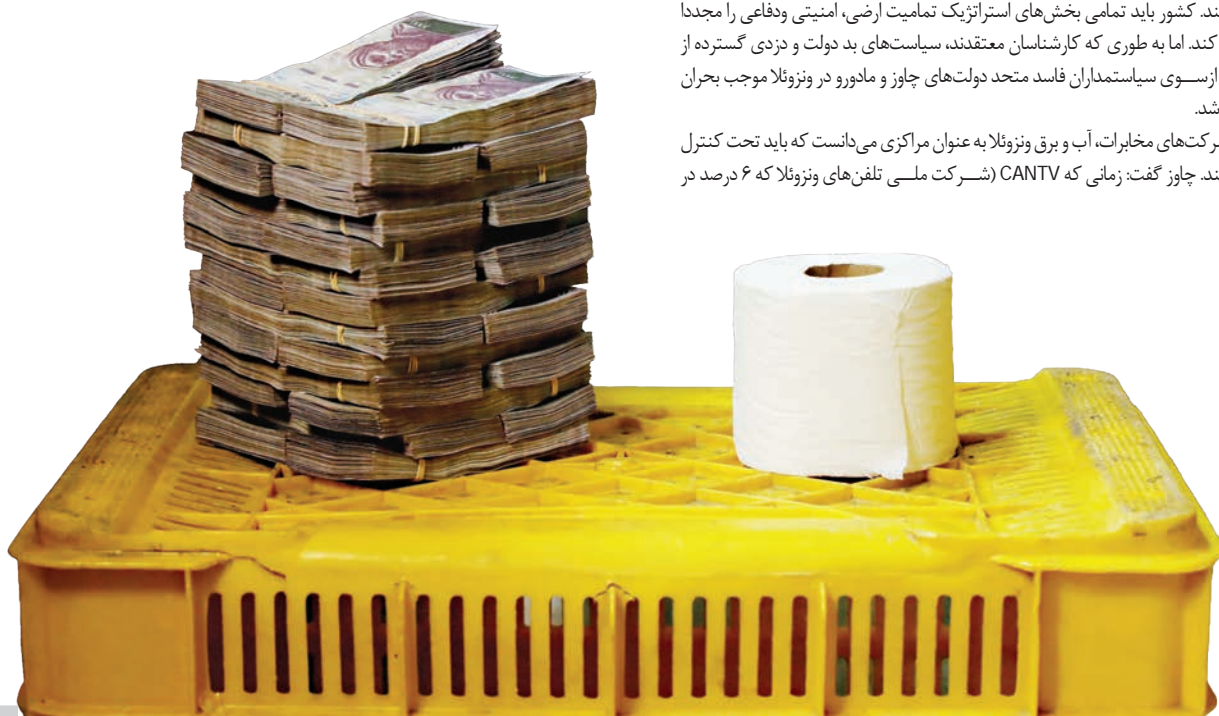 ند. کشور باید تمامی بخش‌های استراتژیک تمامیت ارضی، امنیتی ودفاعی را مجددا
کند. اما به طوری که کارشناسان معتقدند، سیاست‌های بد دولت و دزدی گسترده از
ازسوی سیاستمداران فاسد متحد دولت‌های چاوز و مادورو در ونزوئلا موجب بحران
شد.
رکت‌های مخابرات، آب و برق ونزوئلا به عنوان مراکزی می‌دانست که باید تحت کنترل
ند. چاوز گفت: زمانی که CANTV (شرکت ملی تلفن‌های ونزوئلا که ۶ درصد در